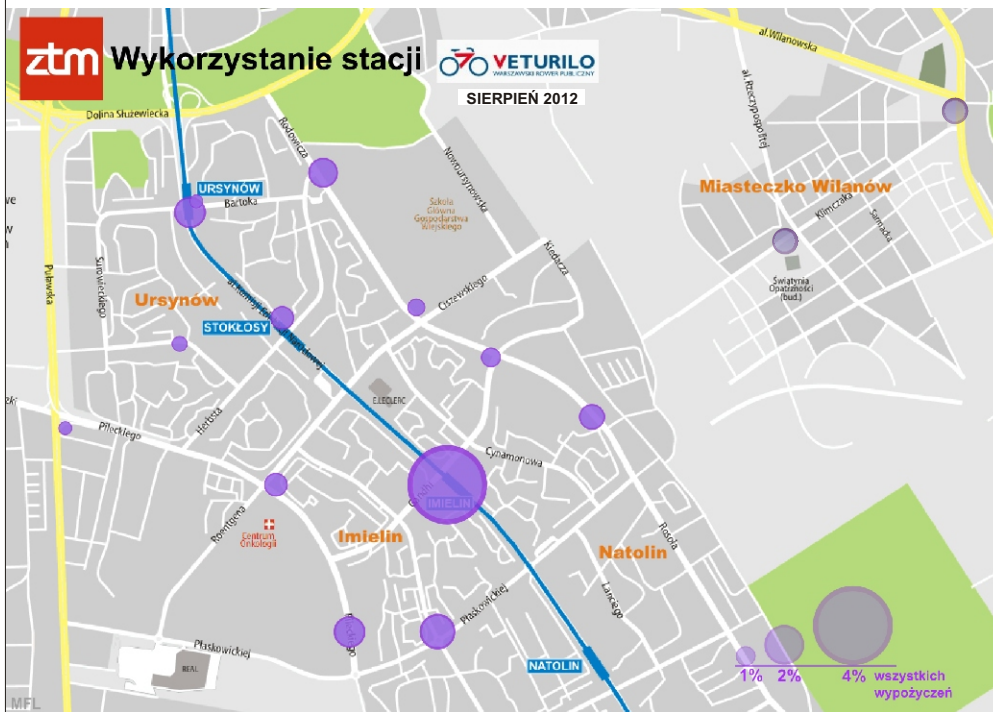 ztm Wykorzystanie stacji VETURILO
WARSZAWSKI ROWER PUBLICZNY
SIERPIEŃ 2012
al.Wilanowska
al.Rzeczypospolitej
Dolina Służewiecka
Rodowicza
Nowoursynowska
Miasteczko Wilanów
Klimczaka
Sarmacka
URSYNÓW
Bartoka
Szkoła
Główna
Gospodarstwa
Wiejskiego
Puławska
Surowieckiego
Kiedacza
Ciszewskiego
Świątynia
Opatrzności
(bud.)
Ursynów
STOKŁOSY
E.LECLERC
Herbsta
Pileckiego
Cynamonowa
Gandhi
IMIELIN
Roentgena
Centrum
Onkologii
Imielin
Natolin
Rosoła
Lanciego
Płaskowickiej
Płaskowickiej
REAL
NATOLIN
1% 2% 4% wszystkich
wypożyczeń
MFL